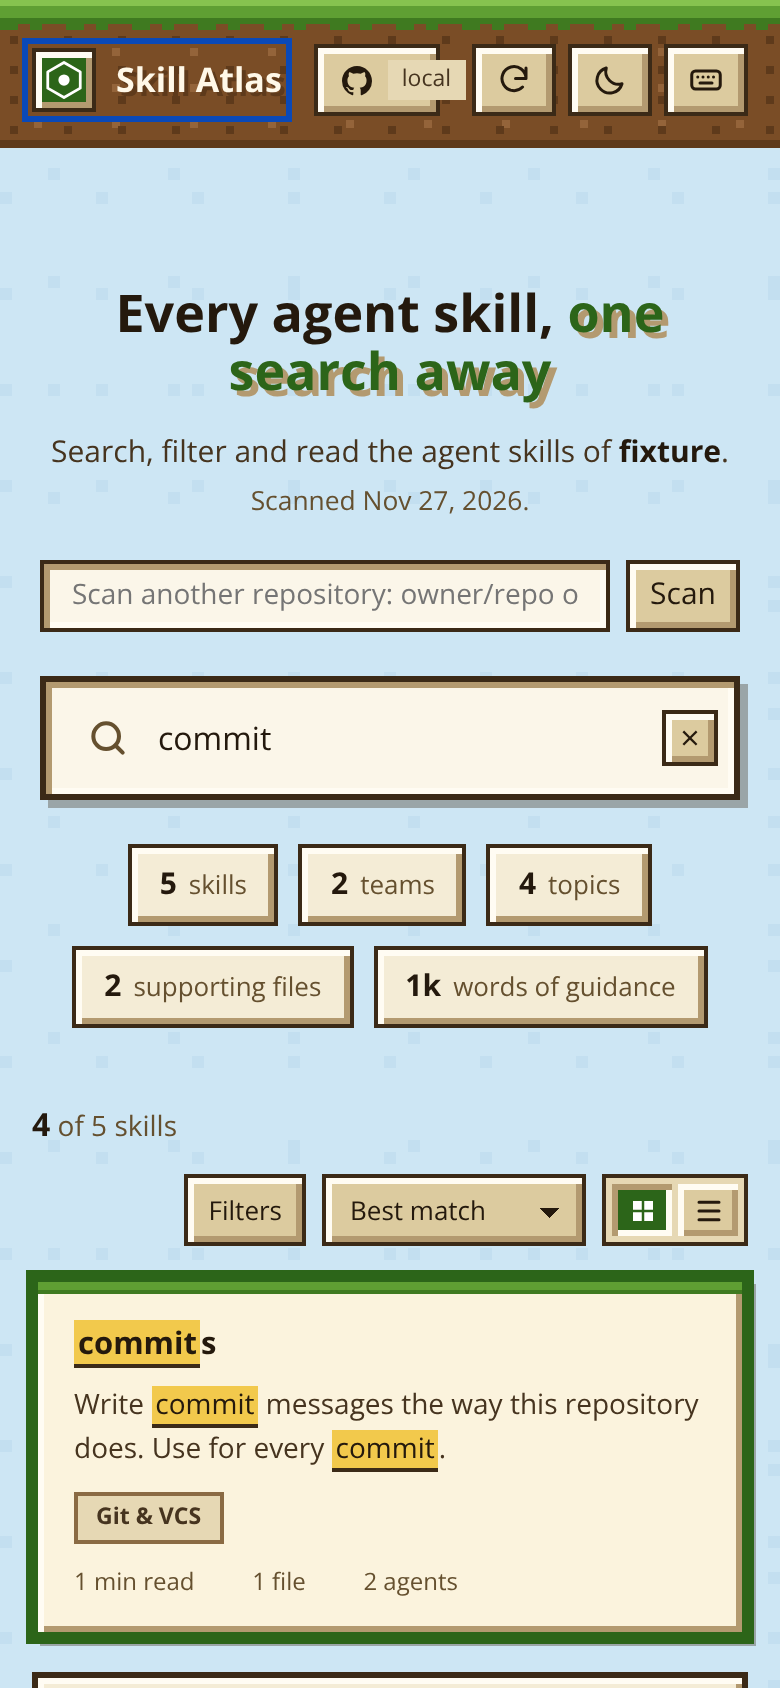 Skill Atlas
local
Every agent skill, one
search away
Search, filter and read the agent skills of fixture.
Scanned Nov 27, 2026.
Scan another repository: owner/repo o
Scan
commit
5 skills
2 teams
4 topics
2 supporting files
1k words of guidance
4 of 5 skills
Filters
Best match
commits
Write commit messages the way this repository
does. Use for every commit.
Git & VCS
1 min read
1 file
2 agents